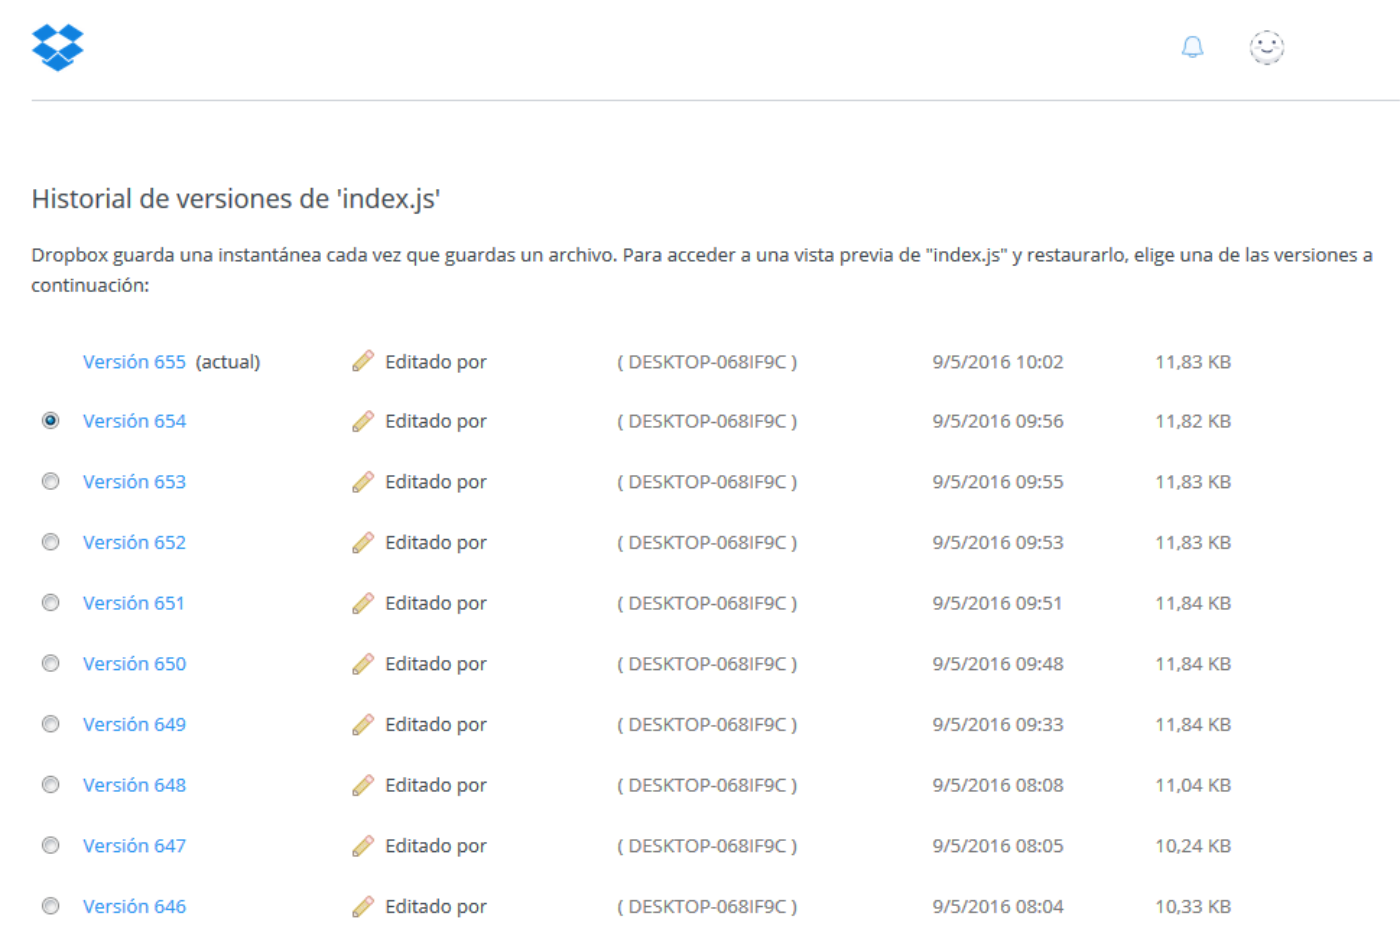 Historial de versiones de 'index.js'
Dropbox guarda una instantánea cada vez que guardas un archivo. Para acceder a una vista previa de "index.js" y restaurarlo, elige una de las versiones a
continuación:
Versión 655 (actual) Editado por ( DESKTOP-068IF9C ) 9/5/2016 10:02 11,83 KB
Versión 654 Editado por ( DESKTOP-068IF9C ) 9/5/2016 09:56 11,82 KB
Versión 653 Editado por ( DESKTOP-068IF9C ) 9/5/2016 09:55 11,83 KB
Versión 652 Editado por ( DESKTOP-068IF9C ) 9/5/2016 09:53 11,83 KB
Versión 651 Editado por ( DESKTOP-068IF9C ) 9/5/2016 09:51 11,84 KB
Versión 650 Editado por ( DESKTOP-068IF9C ) 9/5/2016 09:48 11,84 KB
Versión 649 Editado por ( DESKTOP-068IF9C ) 9/5/2016 09:33 11,84 KB
Versión 648 Editado por ( DESKTOP-068IF9C ) 9/5/2016 08:08 11,04 KB
Versión 647 Editado por ( DESKTOP-068IF9C ) 9/5/2016 08:05 10,24 KB
Versión 646 Editado por ( DESKTOP-068IF9C ) 9/5/2016 08:04 10,33 KB